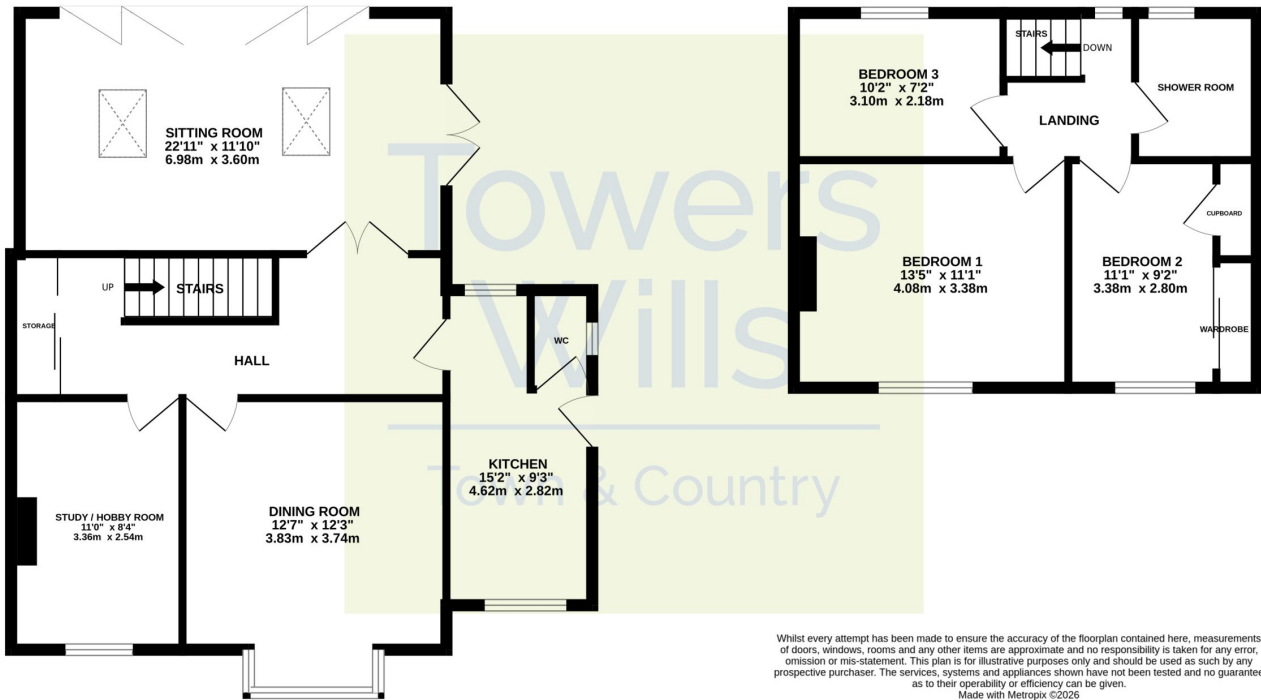 SITTING ROOM
22'11" x 11'10"
6.98m x 3.60m
UP
STAIRS
STORAGE
HALL
WC
KITCHEN
15'2" x 9'3"
4.62m x 2.82m
STUDY / HOBBY ROOM
11'0" x 8'4"
3.36m x 2.54m
DINING ROOM
12'7" x 12'3"
3.83m x 3.74m
BEDROOM 3
10'2" x 7'2"
3.10m x 2.18m
STAIRS
DOWN
SHOWER ROOM
LANDING
CUPBOARD
BEDROOM 1
13'5" x 11'1"
4.08m x 3.38m
BEDROOM 2
11'1" x 9'2"
3.38m x 2.80m
WARDROBE
Towers
Wills
Town & Country
Whilst every attempt has been made to ensure the accuracy of the floorplan contained here, measurements
of doors, windows, rooms and any other items are approximate and no responsibility is taken for any error,
omission or mis-statement. This plan is for illustrative purposes only and should be used as such by any
prospective purchaser. The services, systems and appliances shown have not been tested and no guarantee
as to their operability or efficiency can be given.
Made with Metropix ©2026